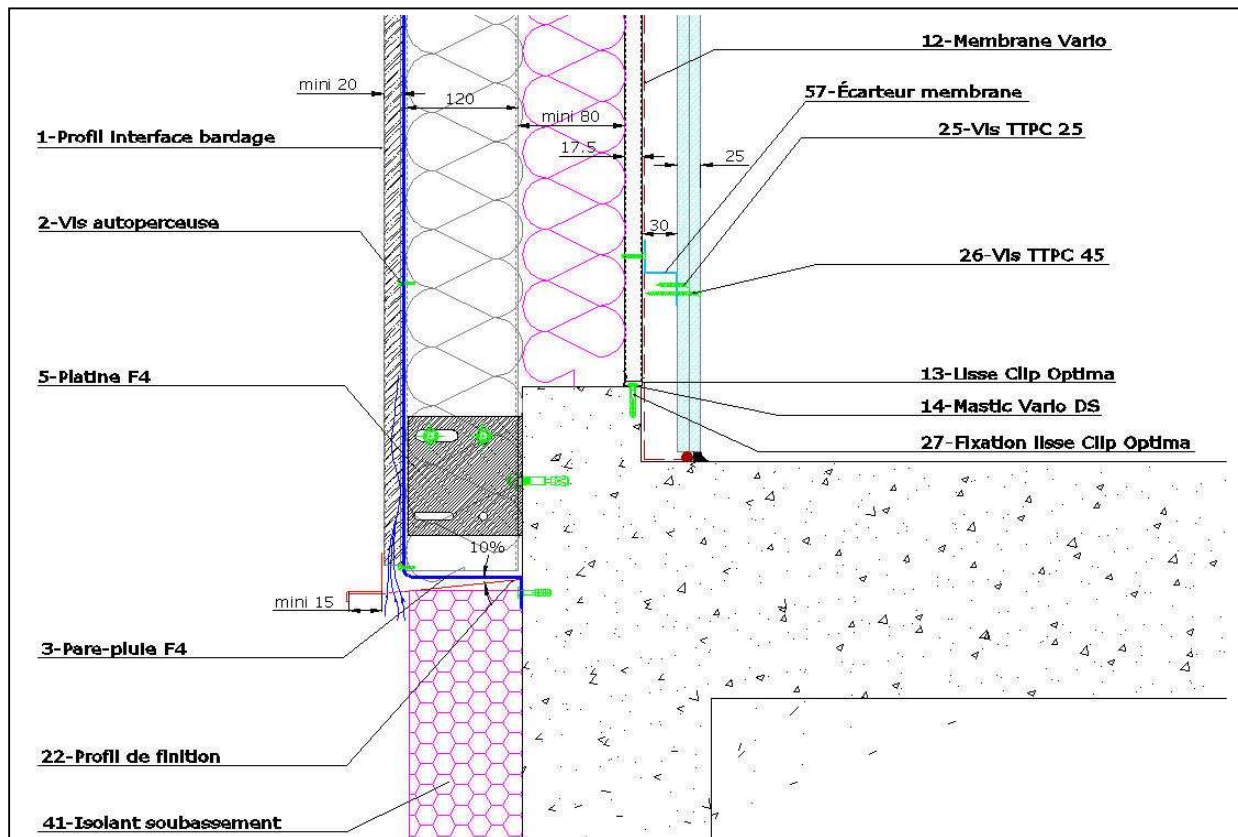 12-Membrane Vario
mini 20
57-Écarteur membrane
120
mini 80
25-Vis TTPC 25
1-Profil interface bardage
17.5
25
2-Vis autoperceuse
30
26-Vis TTPC 45
5-Platine F4
13-Lisse Clip Optima
14-Mastic Vario DS
27-Fixation lisse Clip Optima
10%
mini 15
3-Pare-pluie F4
22-Profil de finition
41-Isolant soubassement